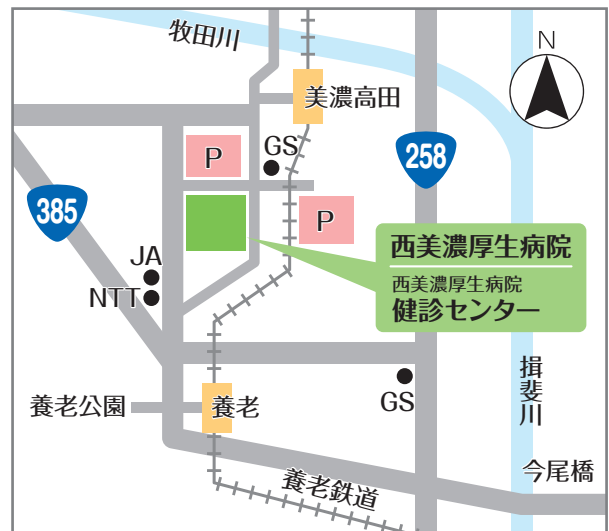 牧田川
N
美濃高田
GS
P
258
385
P
西美濃厚生病院
西美濃厚生病院
健診センター
JA
NTT
揖斐川
GS
養老公園
養老
今尾橋
養老鉄道